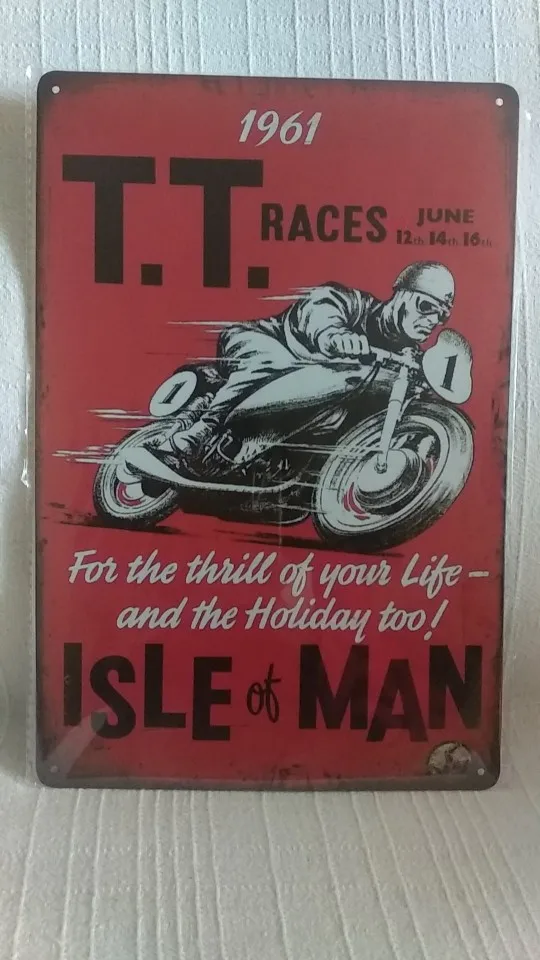 1961
T.T. RACES JUNE
12th 14th 16th
1
1
For the thrill of your Life –
and the Holiday too!
ISLE of MAN